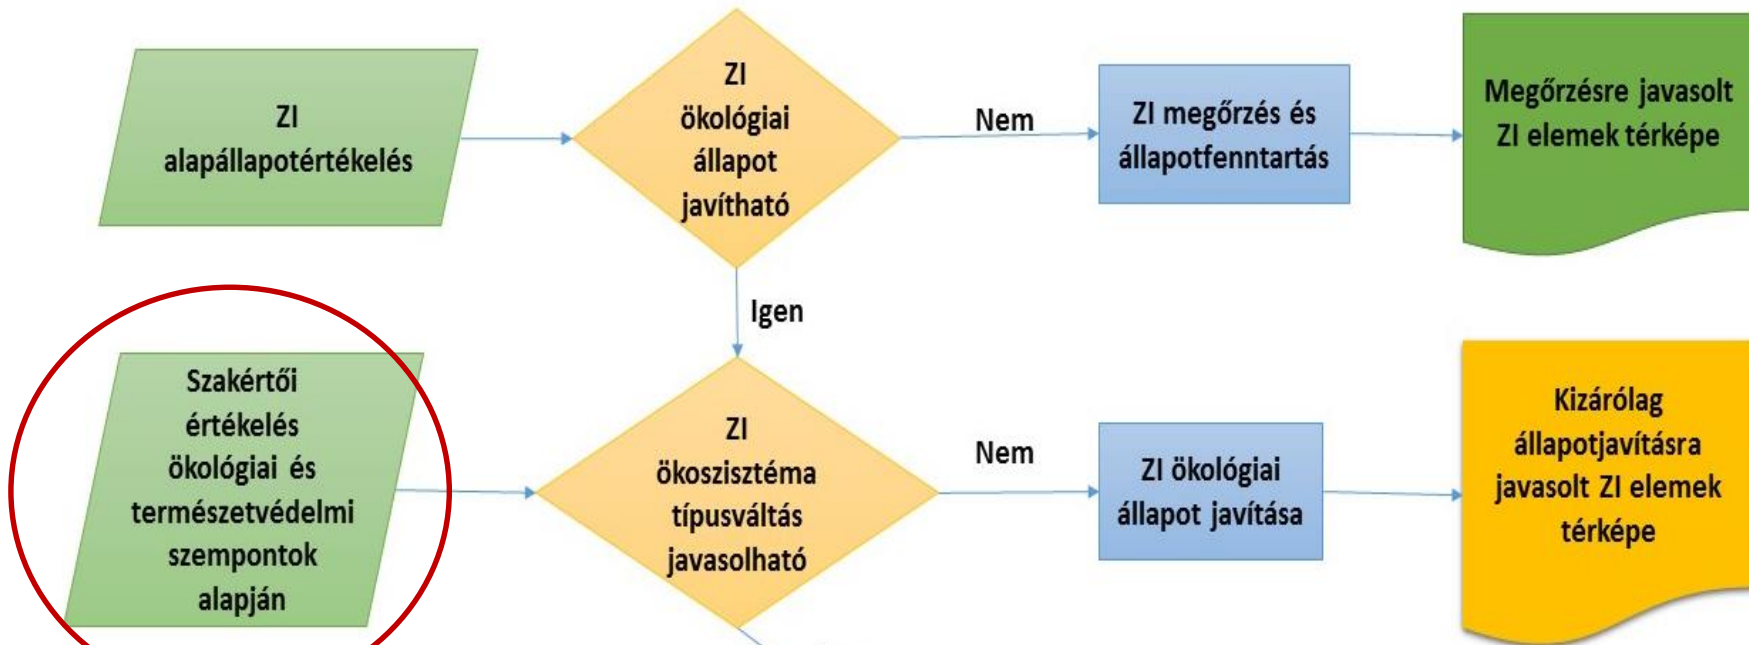 ZI
alapállapotértékelés
ZI
ökológiai
állapot
javítható
Nem
ZI megőrzés és
állapotfenntartás
Megőrzésre javasolt
ZI elemek térképe
Igen
Szakértői
értékelés
ökológiai és
természetvédelmi
szempontok
alapján
ZI
ökoszisztéma
típusváltás
javasolható
Nem
ZI ökológiai
állapot javítása
Kizárólag
állapotjavításra
javasolt ZI elemek
térképe